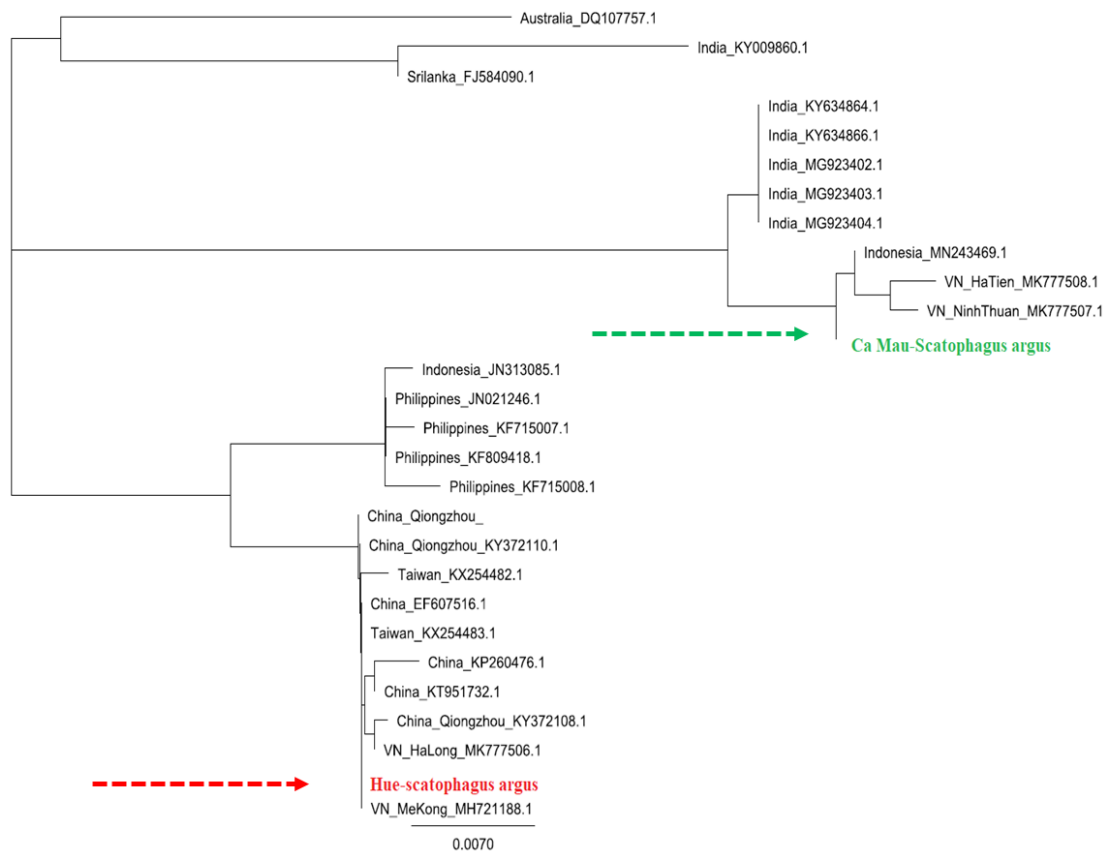 Australia_DQ107757.1
India_KY009860.1
Srilanka_FJ584090.1
India_KY634864.1
India_KY634866.1
India_MG923402.1
India_MG923403.1
India_MG923404.1
Indonesia_MN243469.1
VN_HaTien_MK777508.1
VN_NinhThuan_MK777507.1
Ca Mau-Scatophagus argus
Indonesia_JN313085.1
Philippines_JN021246.1
Philippines_KF715007.1
Philippines_KF809418.1
Philippines_KF715008.1
China_Qiongzhou_
China_Qiongzhou_KY372110.1
Taiwan_KX254482.1
China_EF607516.1
Taiwan_KX254483.1
China_KP260476.1
China_KT951732.1
China_Qiongzhou_KY372108.1
VN_HaLong_MK777506.1
Hue-scatophagus argus
VN_MeKong_MH721188.1
0.0070